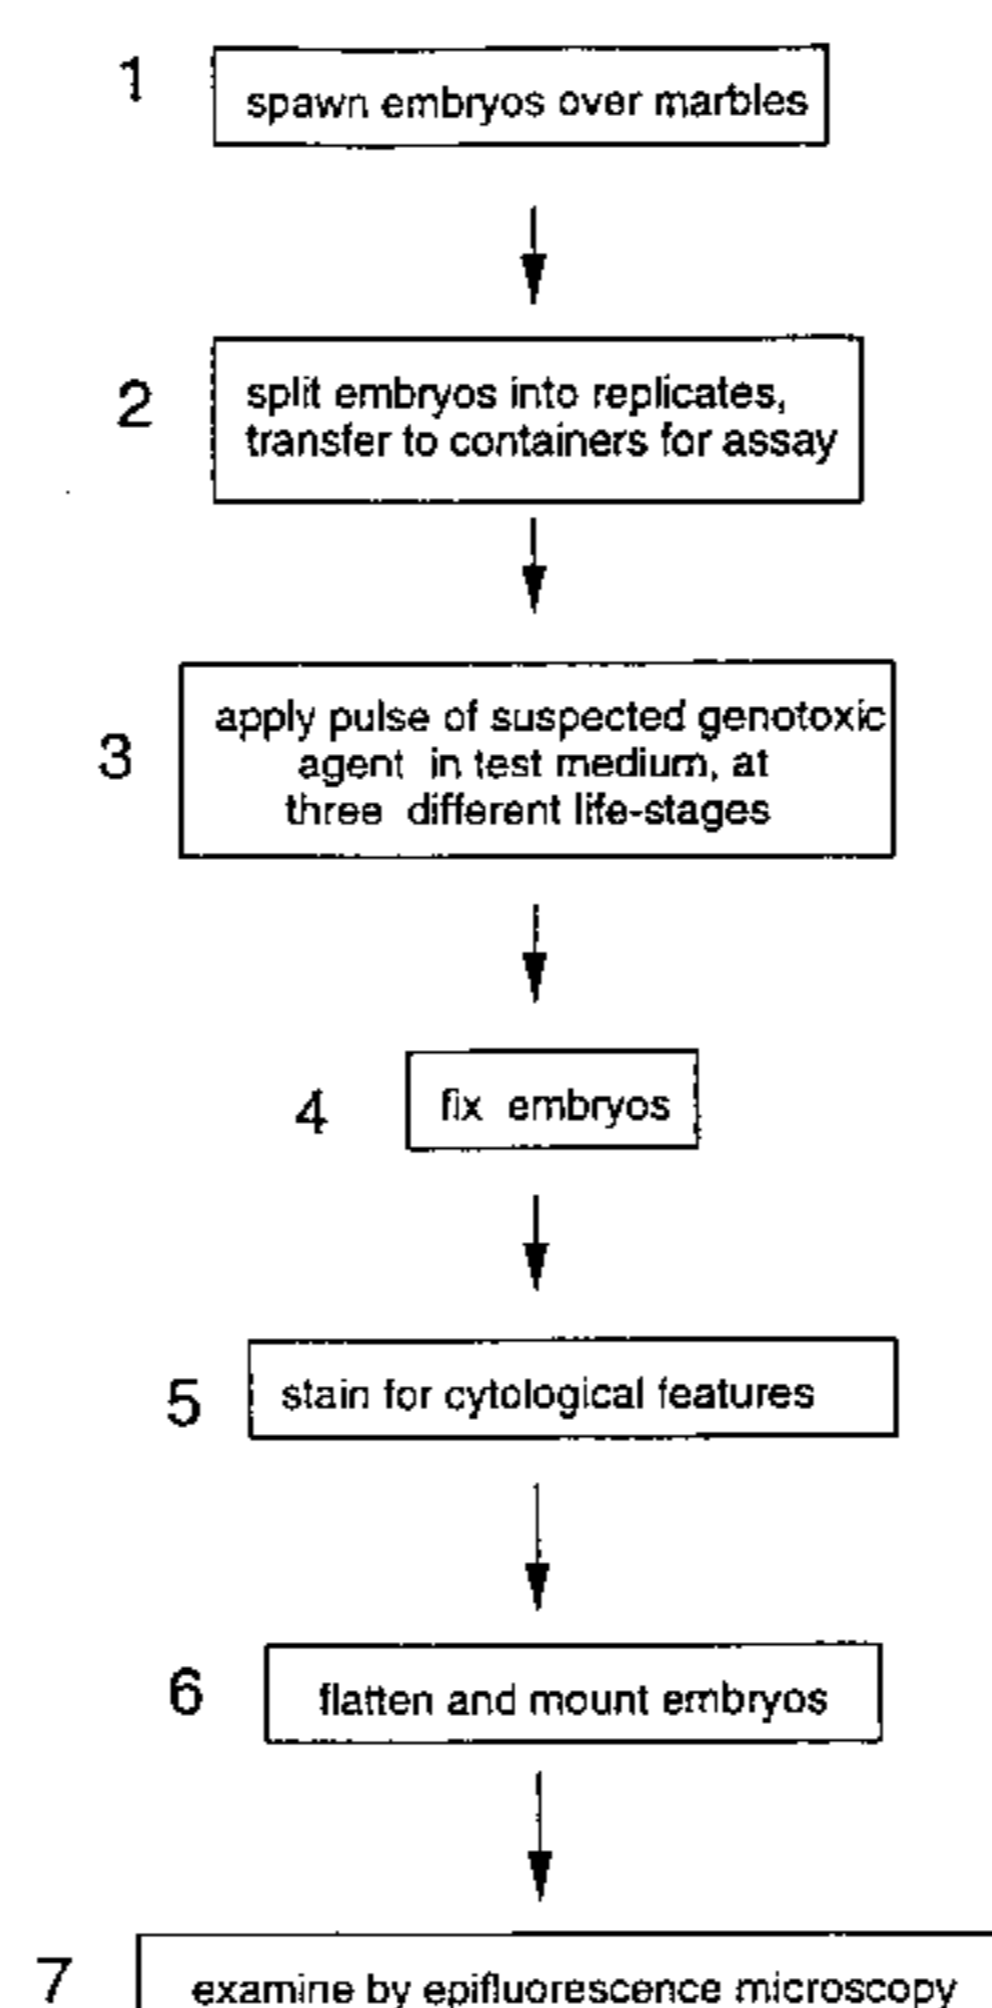 1
spawn embryos over marbles
2
split embryos into replicates,
transfer to containers for assay
3
apply pulse of suspected genotoxic
agent in test medium, at
three different life-stages
4
fix embryos
5
stain for cytological features
6
flatten and mount embryos
7
examine by epifluorescence microscopy